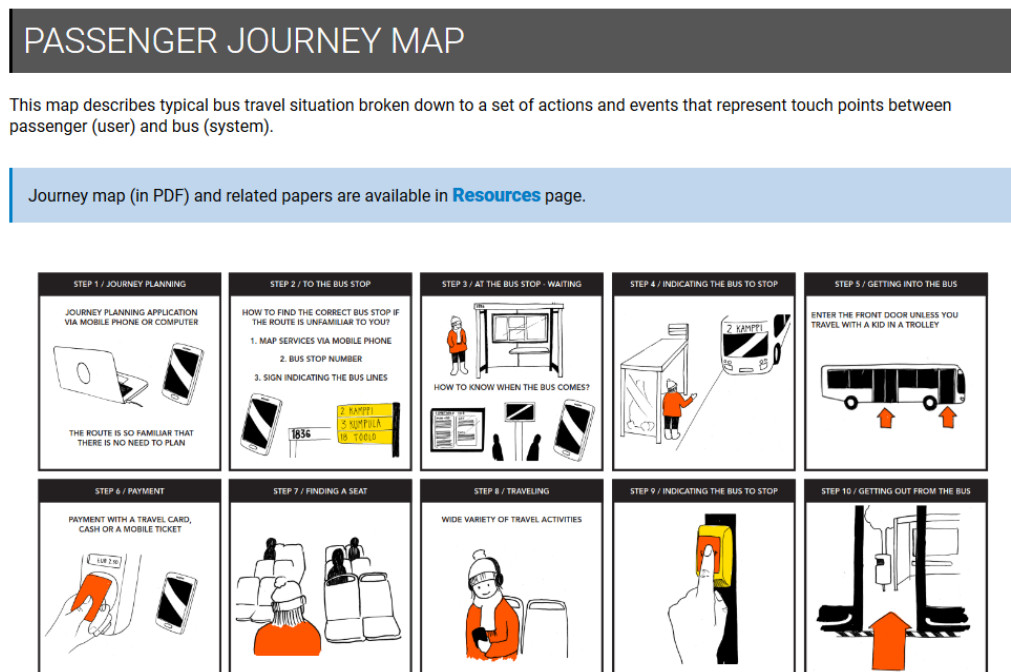 PASSENGER JOURNEY MAP
This map describes typical bus travel situation broken down to a set of actions and events that represent touch points between
passenger (user) and bus (system).
Journey map (in PDF) and related papers are available in Resources page.
STEP 1 / JOURNEY PLANNING
JOURNEY PLANNING APPLICATION
VIA MOBILE PHONE OR COMPUTER
THE ROUTE IS SO FAMILIAR THAT
THERE IS NO NEED TO PLAN
STEP 2 / TO THE BUS STOP
HOW TO FIND THE CORRECT BUS STOP IF
THE ROUTE IS UNFAMILIAR TO YOU?
1. MAP SERVICES VIA MOBILE PHONE
2. BUS STOP NUMBER
3. SIGN INDICATING THE BUS LINES
1836
2 KAMPPI
3 KUMPULA
18 TÖÖLÖ
STEP 3 / AT THE BUS STOP - WAITING
HOW TO KNOW WHEN THE BUS COMES?
STEP 4 / INDICATING THE BUS TO STOP
2 KAMPPI
STEP 5 / GETTING INTO THE BUS
ENTER THE FRONT DOOR UNLESS YOU
TRAVEL WITH A KID IN A TROLLEY
STEP 6 / PAYMENT
PAYMENT WITH A TRAVEL CARD,
CASH OR A MOBILE TICKET
STEP 7 / FINDING A SEAT
STEP 8 / TRAVELING
WIDE VARIETY OF TRAVEL ACTIVITIES
STEP 9 / INDICATING THE BUS TO STOP
STEP 10 / GETTING OUT FROM THE BUS